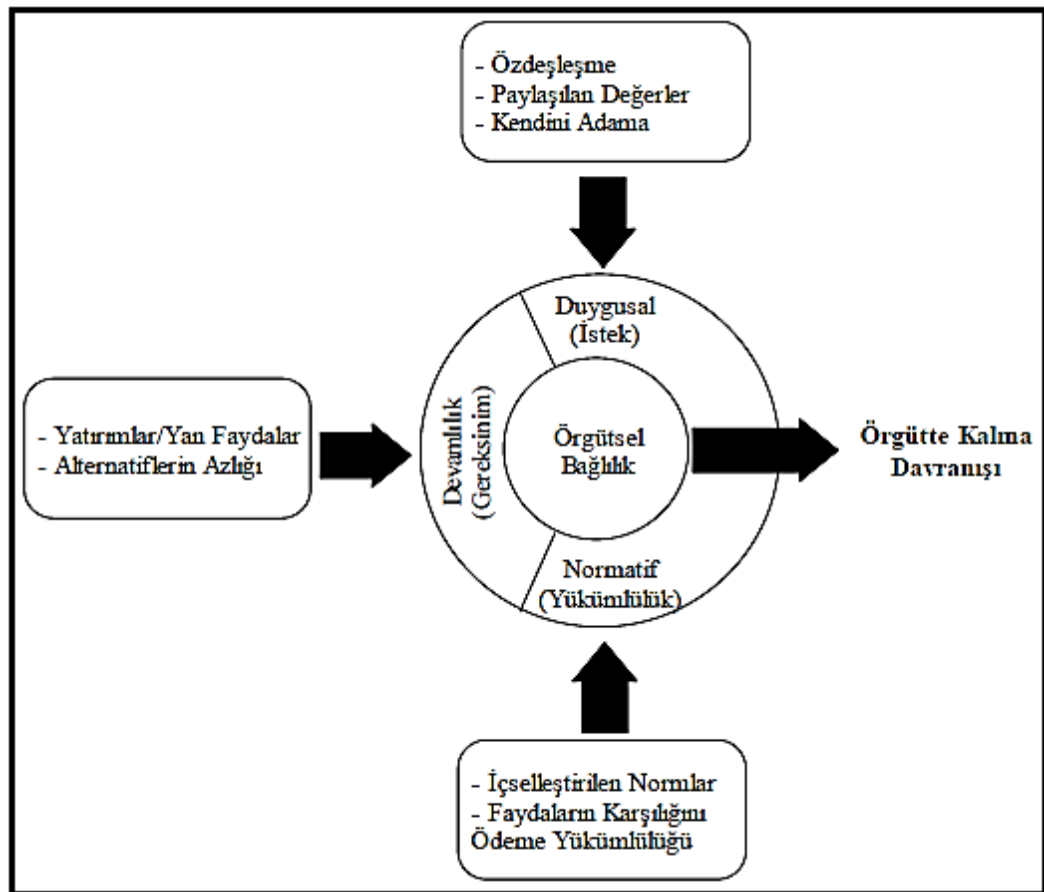 - Özdeşleşme
- Paylaşılan Değerler
- Kendini Adama
Duygusal
(İstek)
- Yatırımlar/Yan Faydalar
- Alternatiflerin Azlığı
Devamlılık
(Gereksinim)
Örgütsel
Bağlılık
Örgütte Kalma
Davranışı
Normatif
(Yükümlülük)
- İçselleştirilen Normlar
- Faydaların Karşılığını
Ödeme Yükümlülüğü